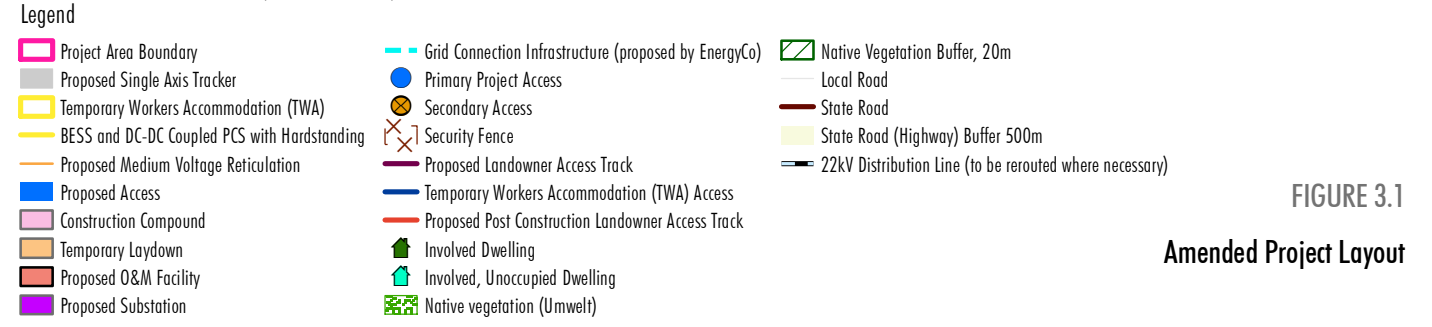 Legend
Project Area Boundary
Proposed Single Axis Tracker
Temporary Workers Accommodation (TWA)
BESS and DC-DC Coupled PCS with Hardstanding
Proposed Medium Voltage Reticulation
Proposed Access
Construction Compound
Temporary Laydown
Proposed O&M Facility
Proposed Substation
Grid Connection Infrastructure (proposed by EnergyCo)
Primary Project Access
Secondary Access
Security Fence
Proposed Landowner Access Track
Temporary Workers Accommodation (TWA) Access
Proposed Post Construction Landowner Access Track
Involved Dwelling
Involved, Unoccupied Dwelling
Native vegetation (Umwelt)
Native Vegetation Buffer, 20m
Local Road
State Road
State Road (Highway) Buffer 500m
22kV Distribution Line (to be rerouted where necessary)
FIGURE 3.1
Amended Project Layout